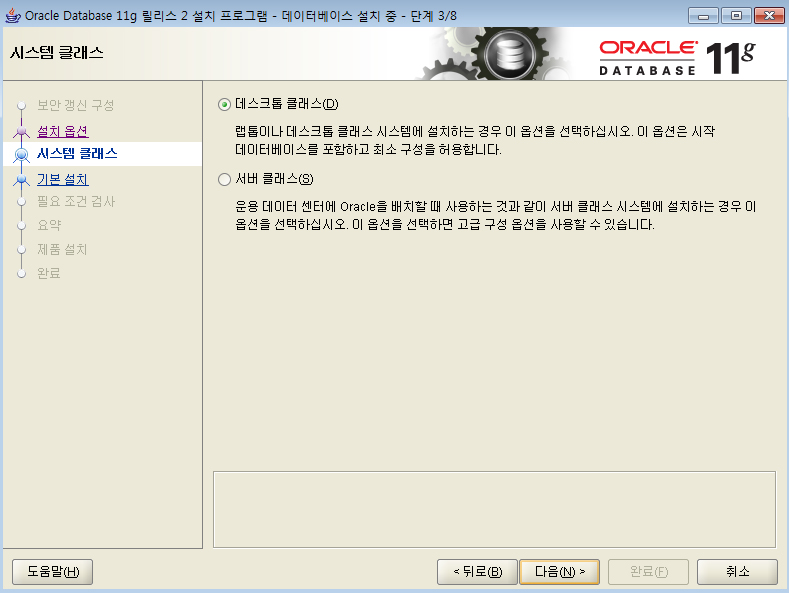 Oracle Database 11g 릴리스 2 설치 프로그램 - 데이터베이스 설치 중 - 단계 3/8
시스템 클래스
ORACLE DATABASE 11g
보안 갱신 구성
설치 옵션
시스템 클래스
기본 설치
필요 조건 검사
요약
제품 설치
완료
데스크톱 클래스(D)
랩톱이나 데스크톱 클래스 시스템에 설치하는 경우 이 옵션을 선택하십시오. 이 옵션은 시작
데이터베이스를 포함하고 최소 구성을 허용합니다.
서버 클래스(S)
운용 데이터 센터에 Oracle을 배치할 때 사용하는 것과 같이 서버 클래스 시스템에 설치하는 경우 이
옵션을 선택하십시오. 이 옵션을 선택하면 고급 구성 옵션을 사용할 수 있습니다.
도움말(H)
< 뒤로(B)
다음(N) >
완료(F)
취소